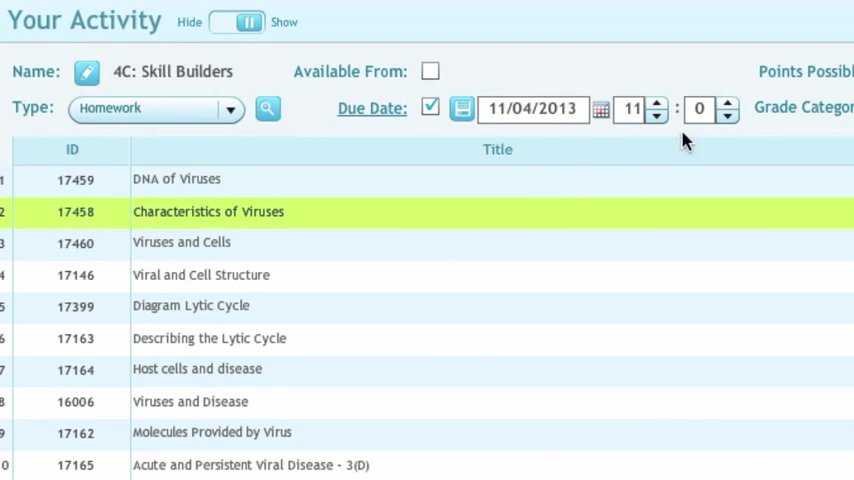 Your Activity Hide Show
Name: 4C: Skill Builders Available From: Points Possibl
Type: Homework Due Date: 11/04/2013 11 : 0 Grade Categor
ID Title
1 17459 DNA of Viruses
2 17458 Characteristics of Viruses
3 17460 Viruses and Cells
4 17146 Viral and Cell Structure
5 17399 Diagram Lytic Cycle
6 17163 Describing the Lytic Cycle
7 17164 Host cells and disease
8 16006 Viruses and Disease
9 17162 Molecules Provided by Virus
0 17165 Acute and Persistent Viral Disease - 3(D)